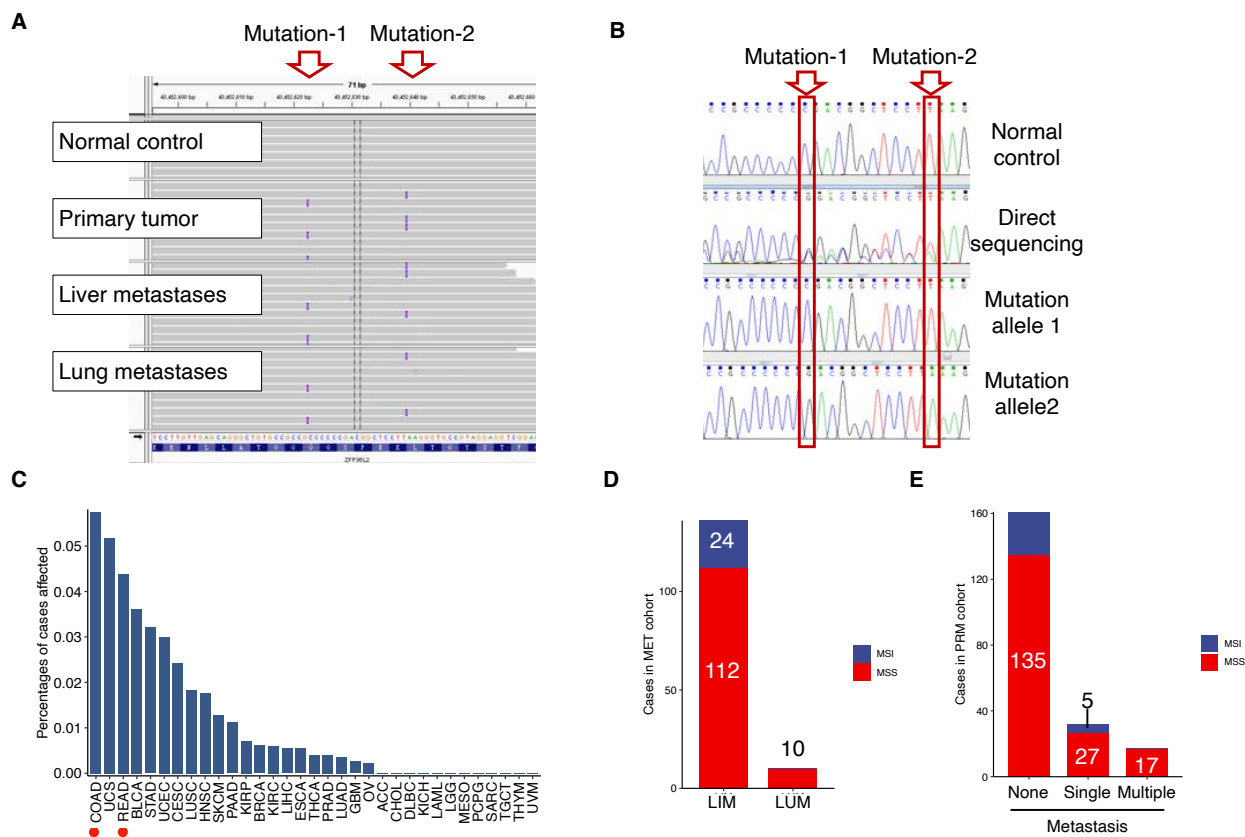 A
Mutation-1 Mutation-2
71 bp
Normal control
Primary tumor
Liver metastases
Lung metastases
ZFP36L2
B
Mutation-1 Mutation-2
Normal
control
Direct
sequencing
Mutation
allele 1
Mutation
allele2
C
Percentages of cases affected
0.05
0.04
0.03
0.02
0.01
0.00
COAD
UCS
READ
BLCA
STAD
UCEC
CESC
LUSC
HNSC
SKCM
PAAD
KIRP
BRCA
KIRC
LIHC
ESCA
THCA
PRAD
LUAD
GBM
OV
ACC
CHOL
DLBC
KICH
LAML
LGG
MESO
PCPG
SARC
TGCT
THYM
UVM
D
Cases in MET cohort
100
50
0
24
112
10
LIM LUM
MSI
MSS
E
Cases in PRM cohort
160
120
80
40
0
135
5
27
17
None Single Multiple
Metastasis
MSI
MSS